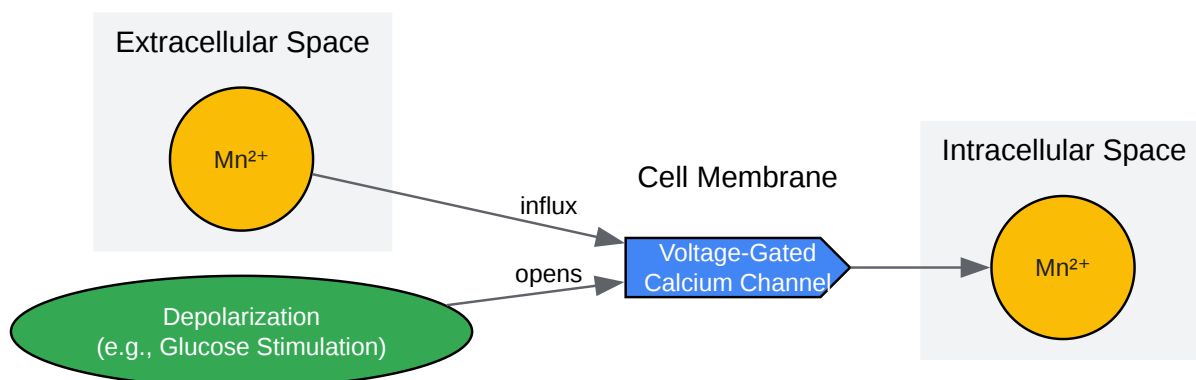 Extracellular Space
Mn²⁺
influx
Cell Membrane
Voltage-Gated
Calcium Channel
Intracellular Space
Mn²⁺
opens
Depolarization
(e.g., Glucose Stimulation)